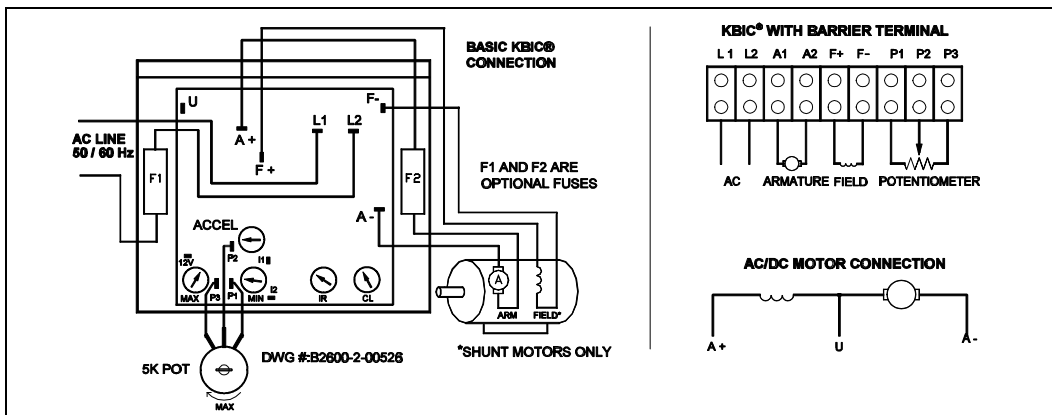 BASIC KBIC®
CONNECTION
U
F-
A +
F +
L1
L2
AC LINE
50 / 60 Hz
F1
F2
F1 AND F2 ARE
OPTIONAL FUSES
A -
ACCEL
P2
I1
12V
MAX
P3
P1
MIN
I2
IR
CL
A
ARM
FIELD*
*SHUNT MOTORS ONLY
DWG #:B2600-2-00526
5K POT
MAX
KBIC® WITH BARRIER TERMINAL
L 1 L2 A1 A2 F+ F- P1 P2 P3
AC ARMATURE FIELD POTENTIOMETER
AC/DC MOTOR CONNECTION
A + U A -